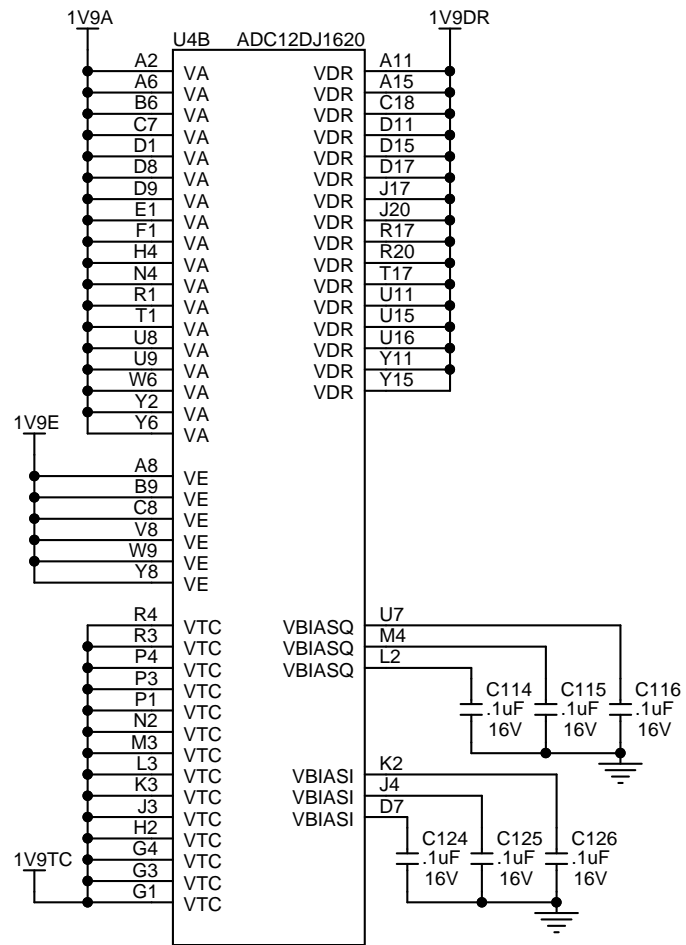 1V9A
1V9DR
U4B ADC12DJ1620
A2 VA VDR A11
A6 VA VDR A15
B6 VA VDR C18
C7 VA VDR D11
D1 VA VDR D15
D8 VA VDR D17
D9 VA VDR J17
E1 VA VDR J20
F1 VA VDR R17
H4 VA VDR R20
N4 VA VDR T17
R1 VA VDR U11
T1 VA VDR U15
U8 VA VDR U16
U9 VA VDR Y11
W6 VA VDR Y15
Y2 VA
Y6 VA
1V9E
A8 VE
B9 VE
C8 VE
V8 VE
W9 VE
Y8 VE
R4 VTC VBIASQ U7
R3 VTC VBIASQ M4
P4 VTC VBIASQ L2
P3 VTC
P1 VTC
N2 VTC
M3 VTC
L3 VTC VBIASI K2
K3 VTC VBIASI J4
J3 VTC VBIASI D7
H2 VTC
G4 VTC
G3 VTC
G1 VTC
1V9TC
C114 C115 C116
.1uF .1uF .1uF
16V 16V 16V
C124 C125 C126
.1uF .1uF .1uF
16V 16V 16V